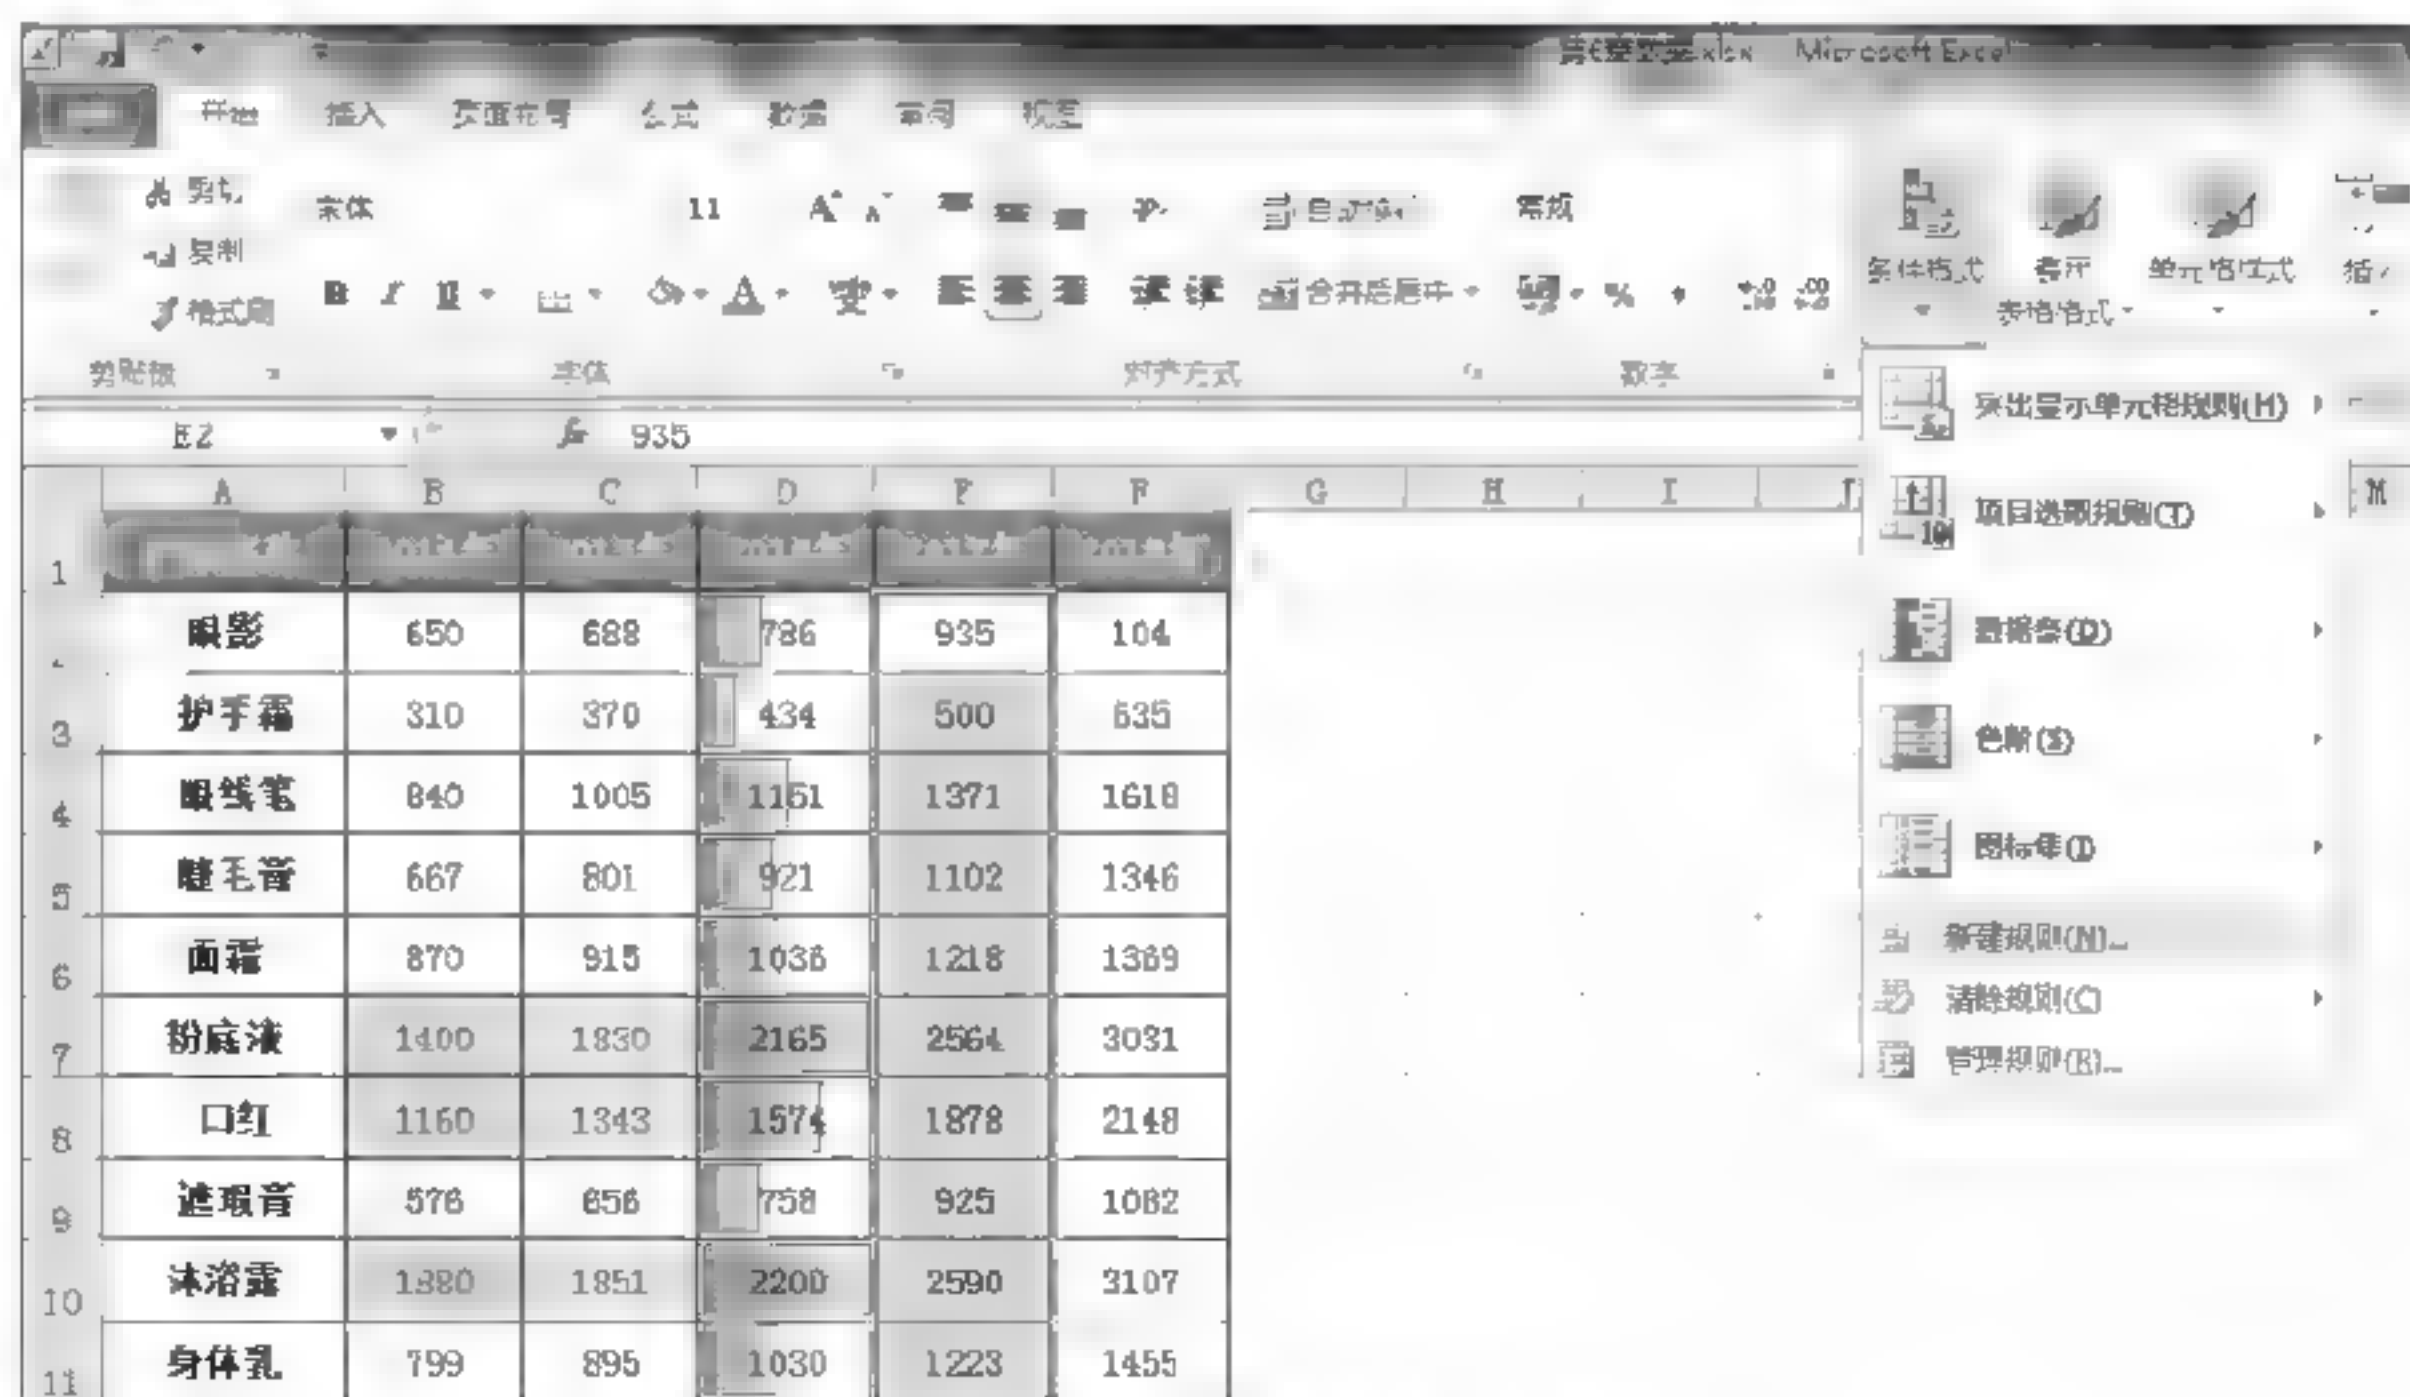 Microsoft Excel
开始 插入 页面布局 公式 数据 审阅 视图
剪切
复制
格式刷
宋体 11
自动换行
常规
B I U
合并后居中
%
条件格式 套用 单元格样式
表格格式
剪贴板 字体 对齐方式 数字
E2 fx 935
A B C D E F G H I J M
1
眼影 650 688 786 935 104
3 护手霜 310 370 434 500 635
4 眼线笔 840 1005 1161 1371 1618
5 睫毛膏 667 801 921 1102 1346
6 面霜 870 915 1036 1218 1369
7 粉底液 1400 1830 2165 2564 3031
8 口红 1160 1343 1574 1878 2148
9 遮瑕膏 576 656 758 925 1082
10 沐浴露 1380 1851 2200 2590 3107
11 身体乳 799 895 1030 1223 1455
突出显示单元格规则(H)
项目选取规则(T)
数据条(D)
色阶(S)
图标集(I)
新建规则(N)...
清除规则(C)
管理规则(R)...